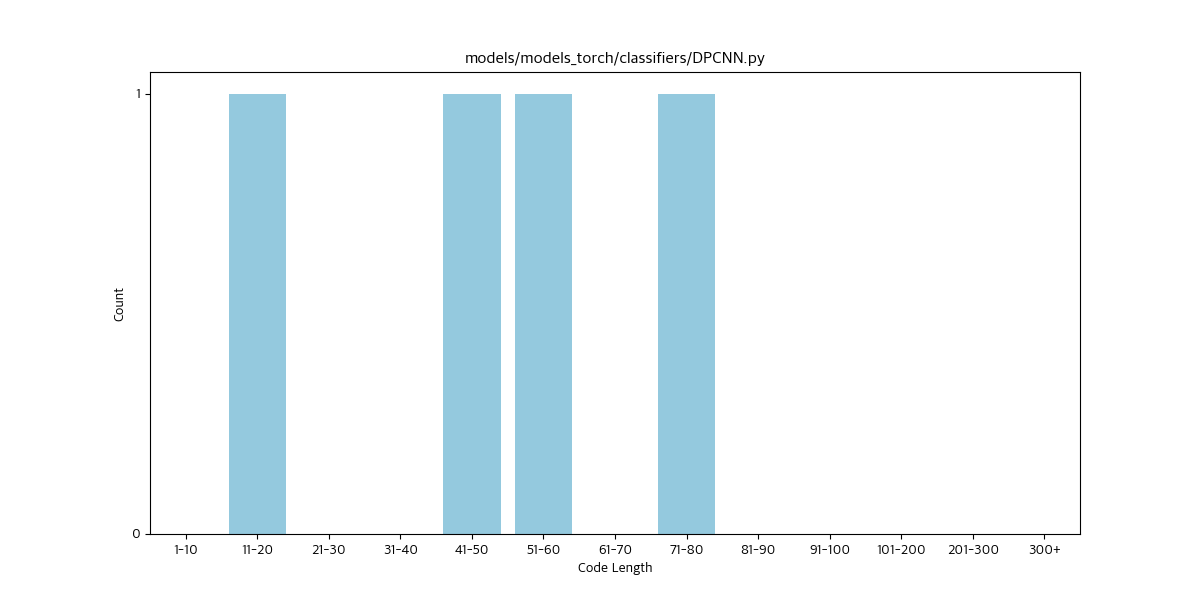 models/models_torch/classifiers/DPCNN.py
1
Count
0
1-10 11-20 21-30 31-40 41-50 51-60 61-70 71-80 81-90 91-100 101-200 201-300 300+
Code Length